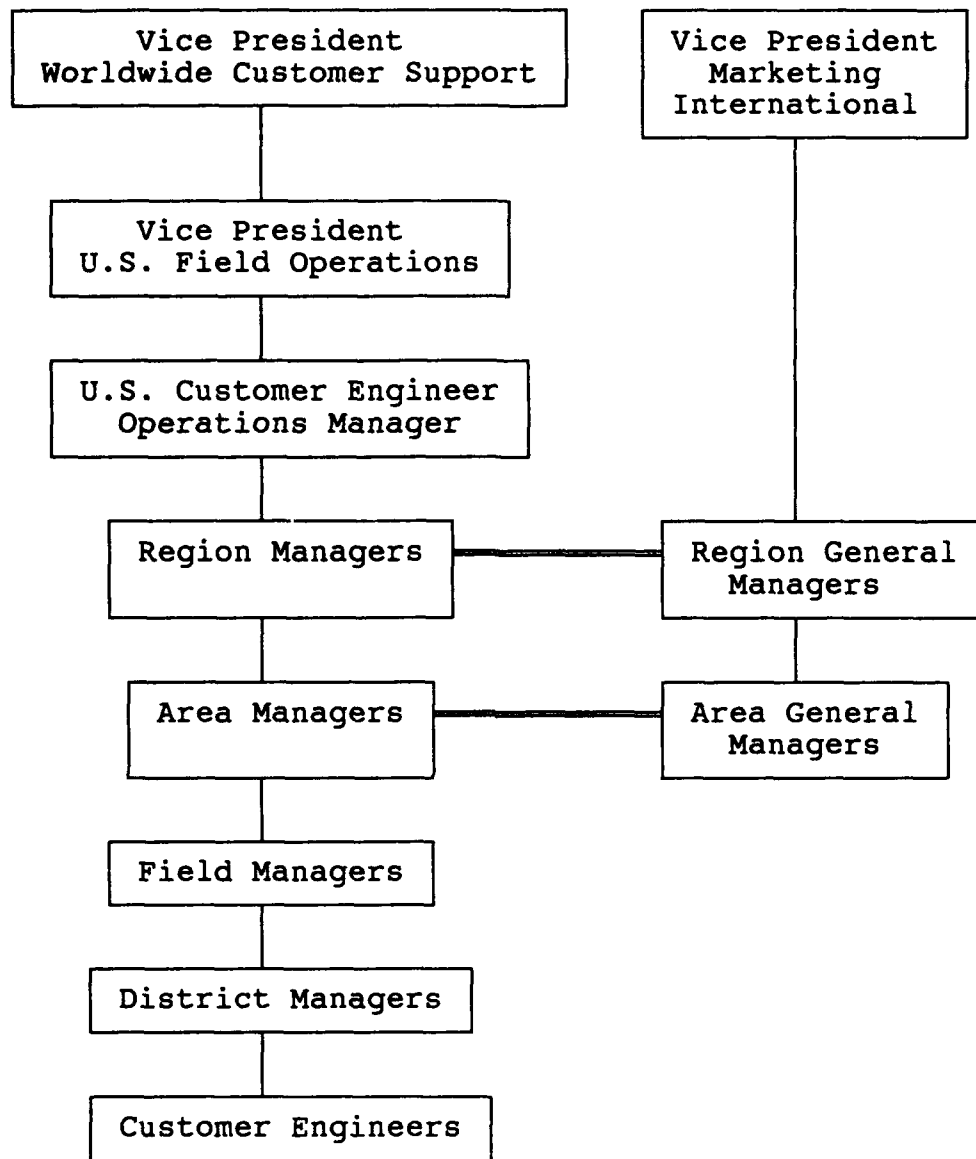 Vice President
Worldwide Customer Support
Vice President
Marketing
International
Vice President
U.S. Field Operations
U.S. Customer Engineer
Operations Manager
Region Managers
Region General
Managers
Area Managers
Area General
Managers
Field Managers
District Managers
Customer Engineers